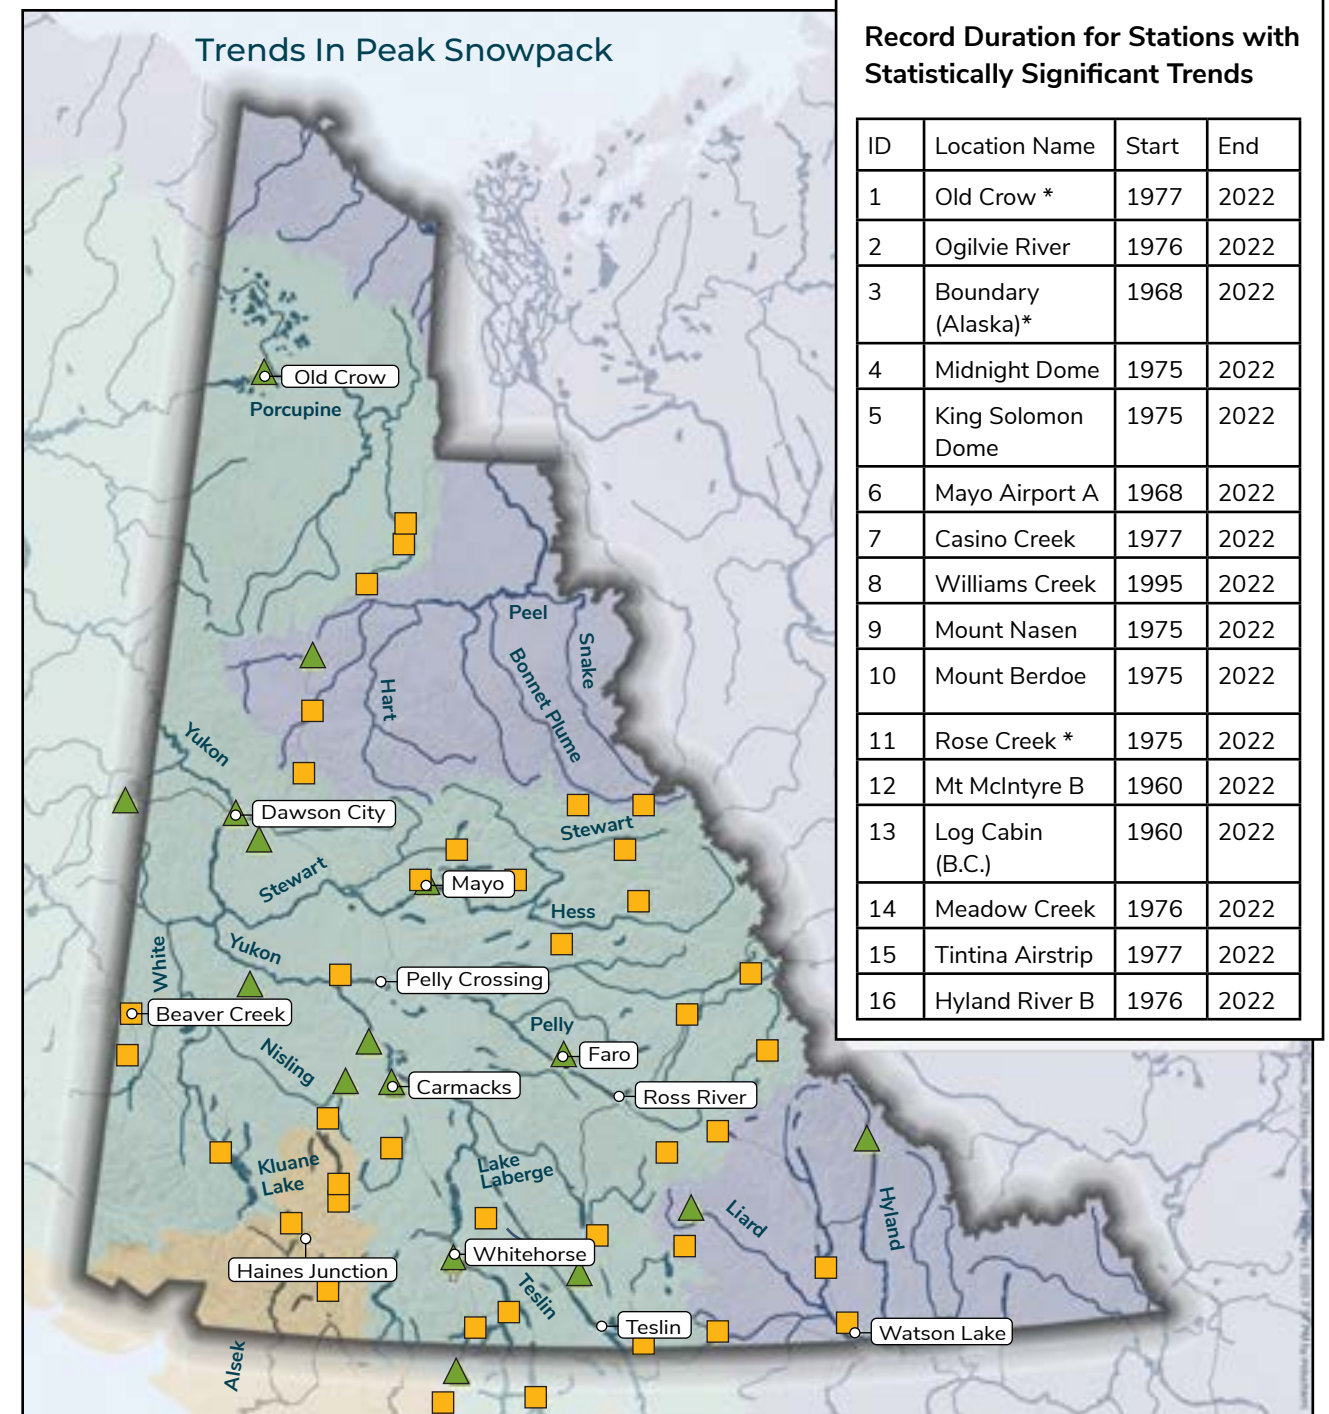 Trends In Peak Snowpack
Old Crow
Porcupine
Peel
Snake
Bonnet Plume
Hart
Yukon
Dawson City
Stewart
Stewart
Mayo
Hess
White
Yukon
Pelly Crossing
Beaver Creek
Pelly
Faro
Nisling
Carmacks
Ross River
Kluane
Lake
Lake
Laberge
Liard
Hyland
Whitehorse
Haines Junction
Teslin
Teslin
Watson Lake
Alsek
Record Duration for Stations with
Statistically Significant Trends
ID Location Name Start End
1 Old Crow * 1977 2022
2 Ogilvie River 1976 2022
3 Boundary 1968 2022
(Alaska)*
4 Midnight Dome 1975 2022
5 King Solomon 1975 2022
Dome
6 Mayo Airport A 1968 2022
7 Casino Creek 1977 2022
8 Williams Creek 1995 2022
9 Mount Nasen 1975 2022
10 Mount Berdoe 1975 2022
11 Rose Creek * 1975 2022
12 Mt McIntyre B 1960 2022
13 Log Cabin 1960 2022
(B.C.)
14 Meadow Creek 1976 2022
15 Tintina Airstrip 1977 2022
16 Hyland River B 1976 2022